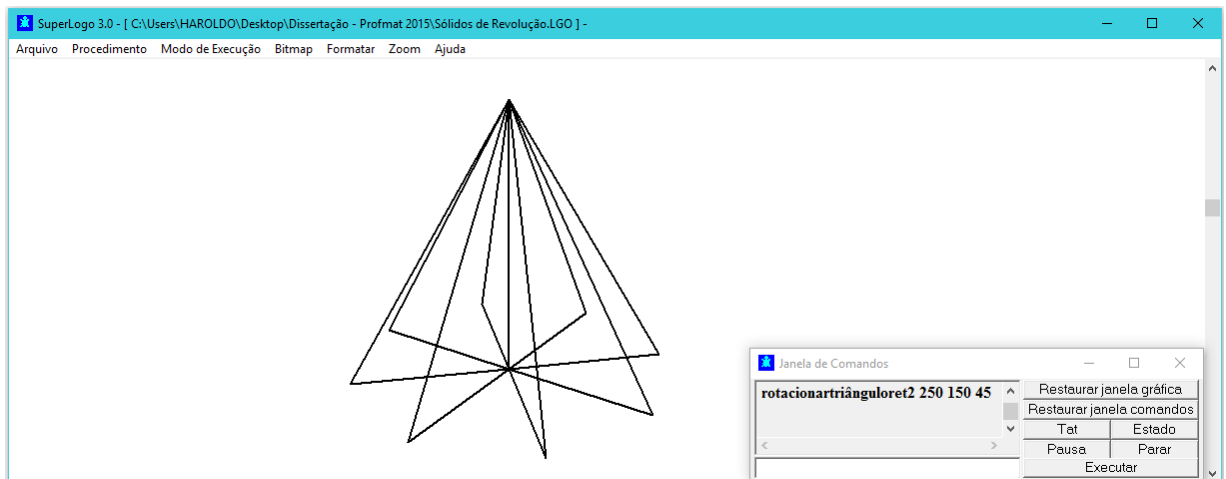 SuperLogo 3.0 - [ C:\Users\HAROLDO\Desktop\Dissertação - Profmat 2015\Sólidos de Revolução.LGO ] -
Arquivo Procedimento Modo de Execução Bitmap Formatar Zoom Ajuda
Janela de Comandos
rotacionartriânguloret2 250 150 45
Restaurar janela gráfica
Restaurar janela comandos
Tat Estado
Pausa Parar
Executar